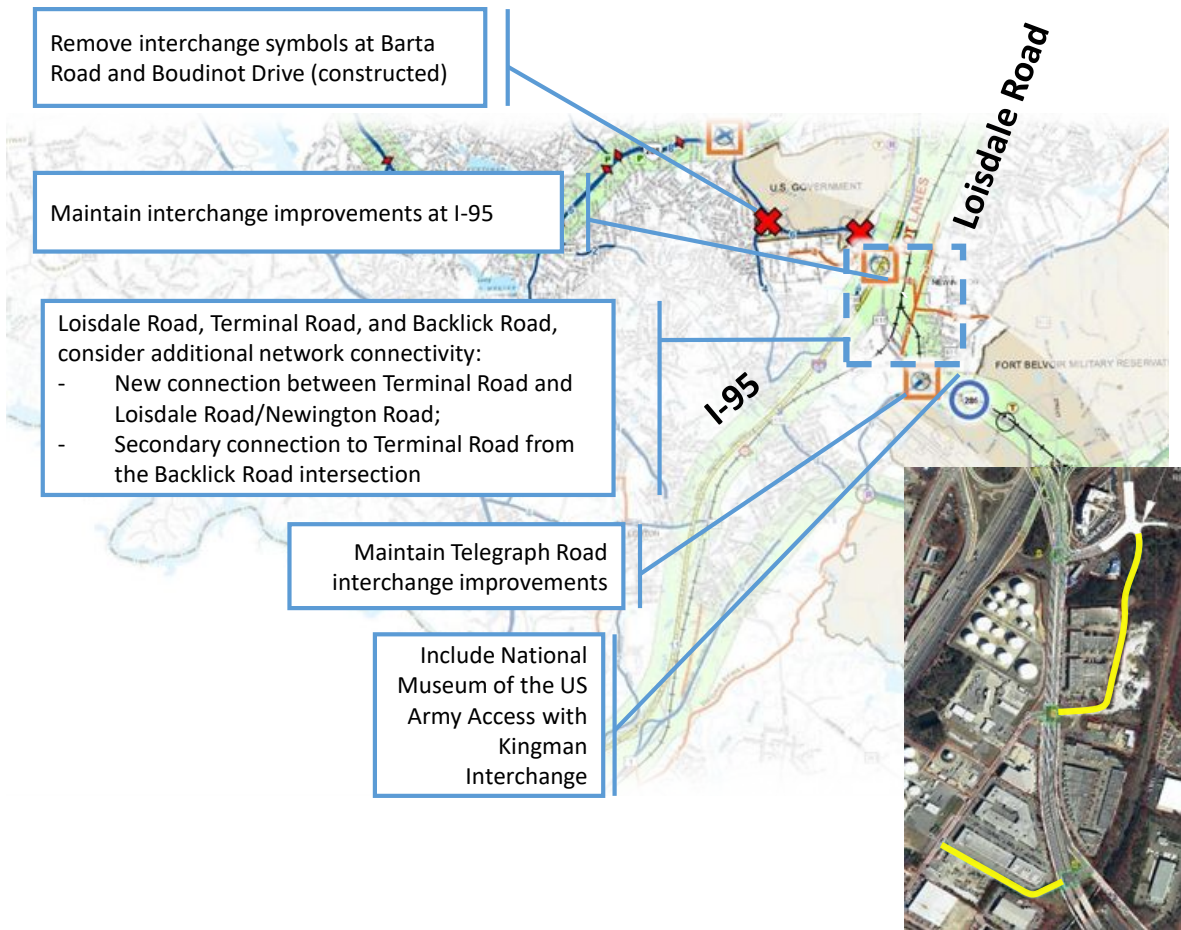 Remove interchange symbols at Barta
Road and Boudinot Drive (constructed)
Loisdale Road
U.S. GOVERNMENT
LANES
Maintain interchange improvements at I-95
Loisdale Road, Terminal Road, and Backlick Road,
consider additional network connectivity:
- New connection between Terminal Road and
Loisdale Road/Newington Road;
- Secondary connection to Terminal Road from
the Backlick Road intersection
FORT BELVOIR MILITARY RESERVAT
I-95
286
Maintain Telegraph Road
interchange improvements
Include National
Museum of the US
Army Access with
Kingman
Interchange